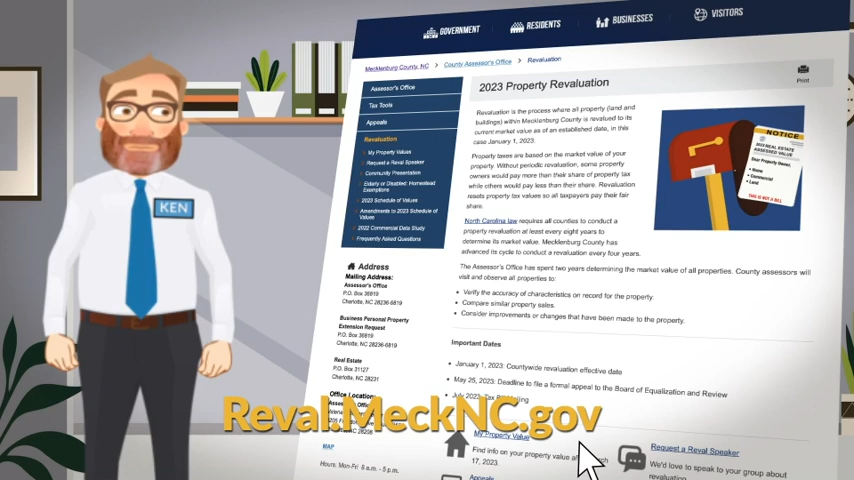 GOVERNMENT
RESIDENTS
BUSINESSES
VISITORS
Mecklenburg County, NC > County Assessor's Office > Revaluation
Print
Assessor's Office
Tax Tools
Appeals
Revaluation
My Property Values
Request a Reval Speaker
Community Presentation
Elderly or Disabled: Homestead
Exemptions
2023 Schedule of Values
Amendments to 2023 Schedule of
Values
2022 Commercial Data Study
Frequently Asked Questions
Address
Mailing Address:
Assessor's Office
P.O. Box 36819
Charlotte, NC 28236-6819
Business Personal Property
Extension Request
P.O. Box 36819
Charlotte, NC 28236-6819
Real Estate
P.O. Box 31127
Charlotte, NC 28231
Office Location:
MAP
Hours: Mon-Fri: 8 a.m. - 5 p.m.
2023 Property Revaluation
Revaluation is the process where all property (land and
buildings) within Mecklenburg County is revalued to its
current market value as of an established date, in this
case January 1, 2023.
Property taxes are based on the market value of your
property. Without periodic revaluation, some property
owners would pay more than their share of property tax
while others would pay less than their share. Revaluation
resets property tax values so all taxpayers pay their fair
share.
North Carolina law requires all counties to conduct a
property revaluation at least every eight years to
determine its market value. Mecklenburg County has
advanced its cycle to conduct a revaluation every four years.
The Assessor's Office has spent two years determining the market value of all properties. County assessors will
visit and observe all properties to:
• Verify the accuracy of characteristics on record for the property.
• Compare similar property sales.
• Consider improvements or changes that have been made to the property.
Important Dates
• January 1, 2023: Countywide revaluation effective date
• May 25, 2023: Deadline to file a formal appeal to the Board of Equalization and Review
• July 2023: Tax
My Property Value
Find info on your property value
17, 2023.
Appeals
Request a Reval Speaker
We'd love to speak to your group about
revaluation.
NOTICE
2023 REAL ESTATE
ASSESSED VALUE
Dear Property Owner,
• Home
• Commercial
• Land
THIS IS NOT A BILL
KEN
Reval.MeckNC.gov